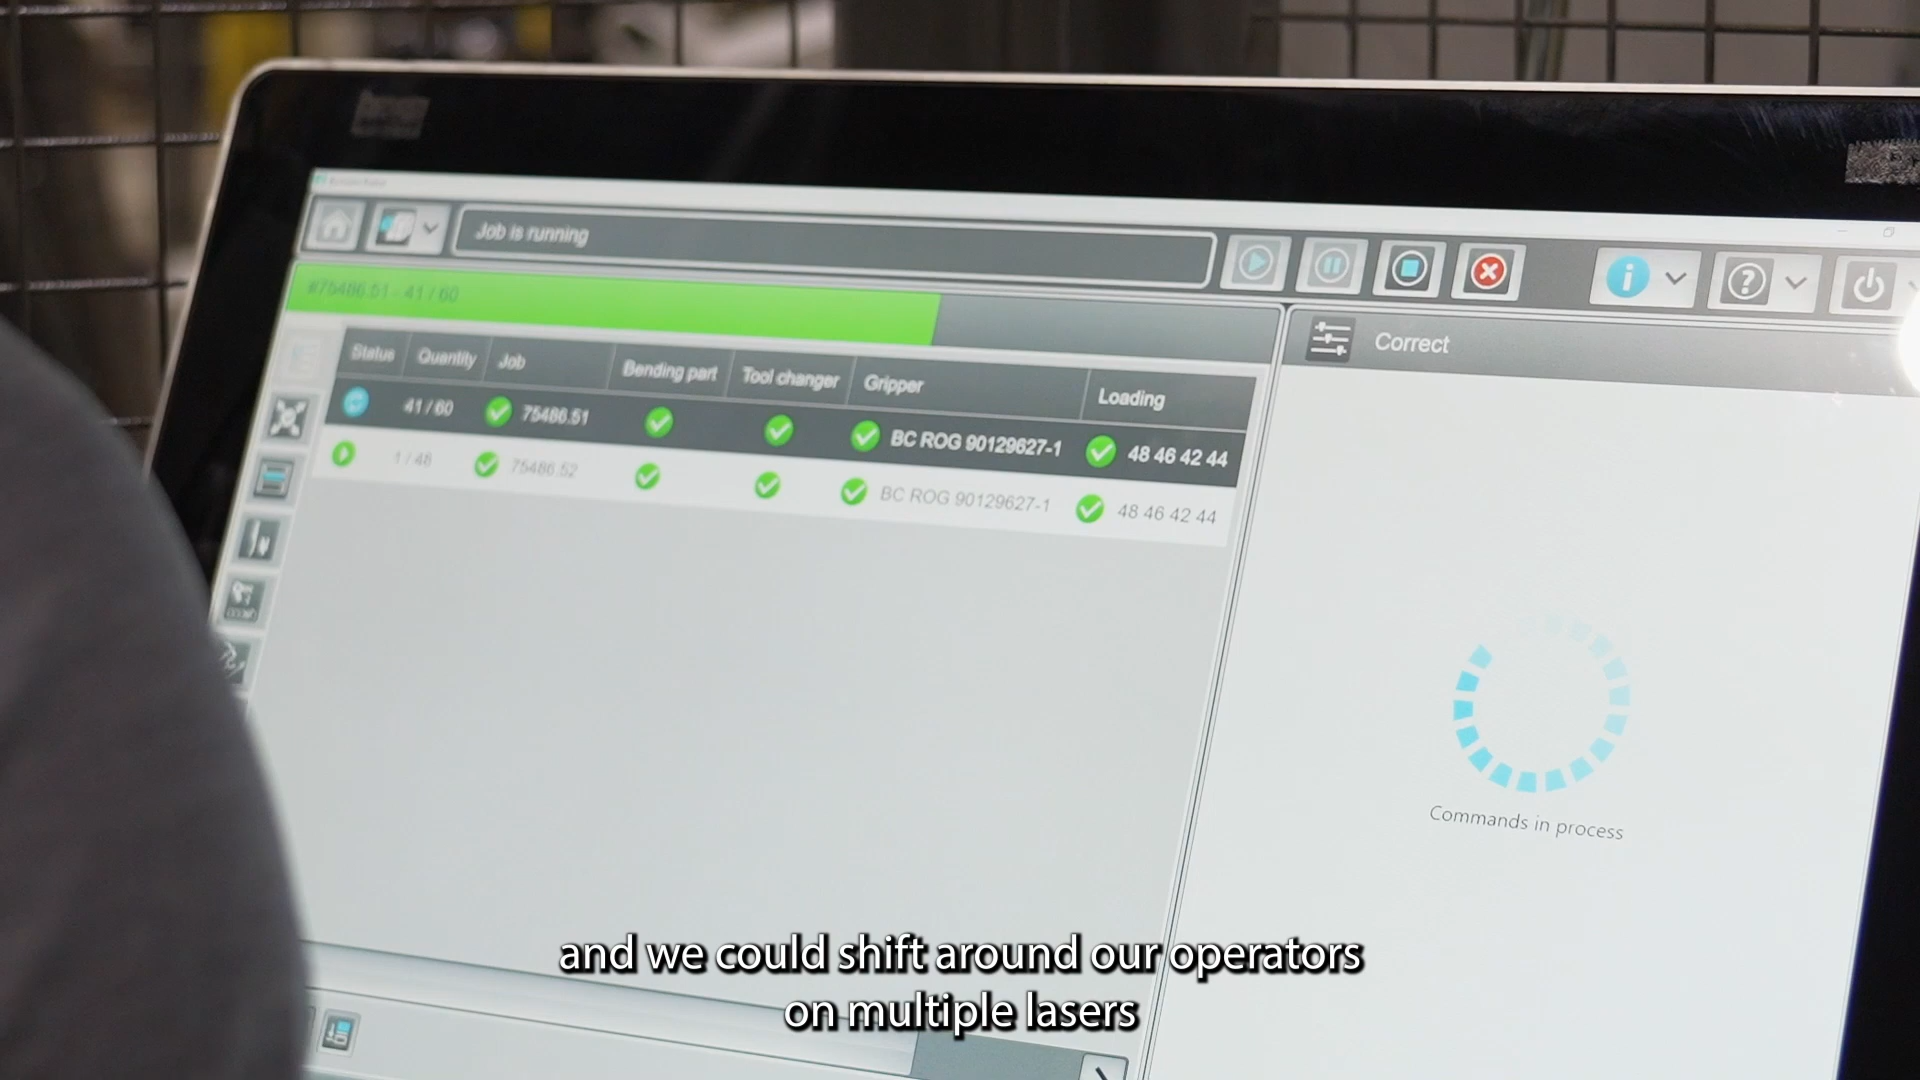 Job is running
#75486.51 - 41 / 60
Status Quantity Job Bending part Tool changer Gripper Loading
41 / 60 75486.51 BC ROG 90129627-1 48 46 42 44
1 / 48 75486.52 BC ROG 90129627-1 48 46 42 44
Correct
Commands in process
and we could shift around our operators
on multiple lasers